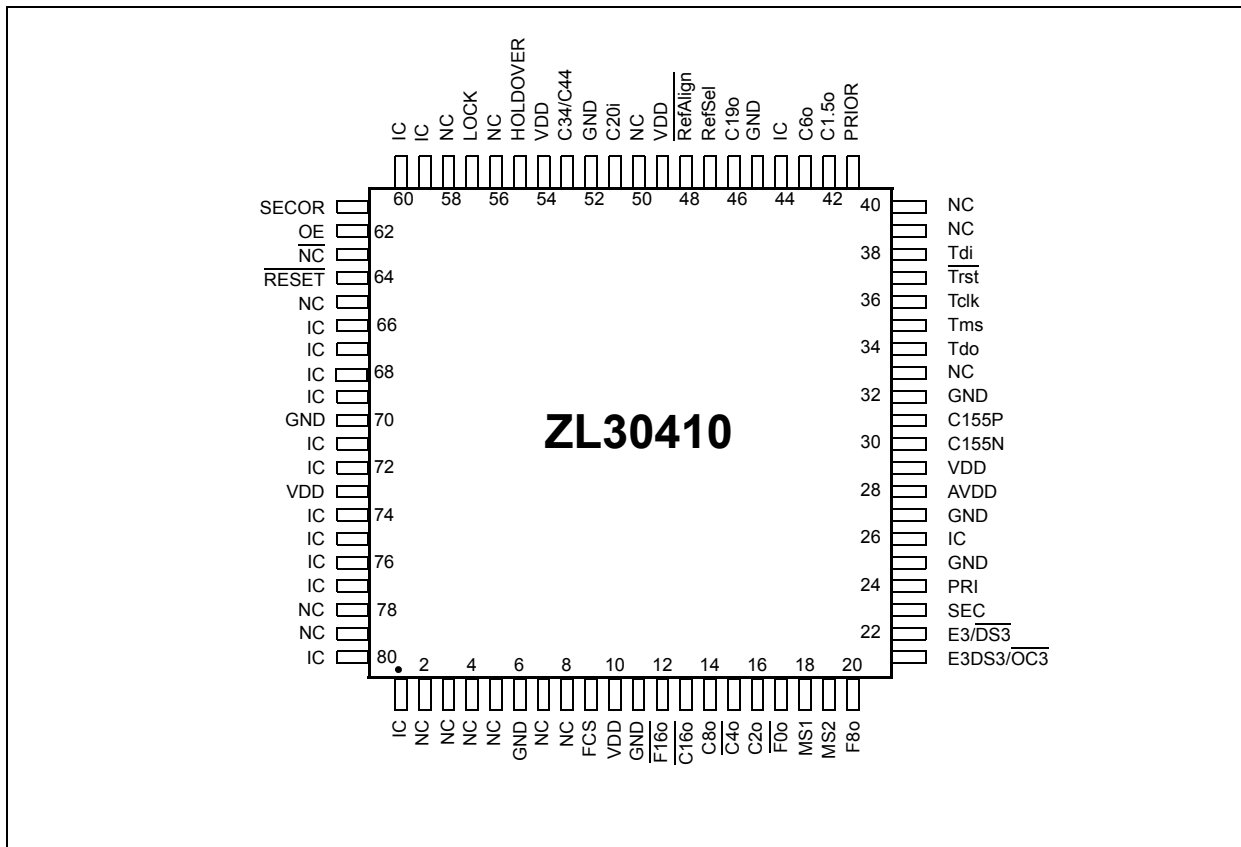 IC
IC
NC
LOCK
NC
HOLDOVER
VDD
C34/C44
GND
C20i
NC
VDD
RefAlign
RefSel
C19o
GND
IC
C6o
C1.5o
PRIOR
60
58
56
54
52
50
48
46
44
42
SECOR
OE
62
NC
RESET
64
NC
IC
66
IC
IC
68
IC
GND
70
IC
IC
72
VDD
IC
74
IC
IC
76
IC
NC
78
NC
IC
80
ZL30410
40
NC
NC
38
Tdi
Trst
36
Tclk
Tms
34
Tdo
NC
32
GND
C155P
30
C155N
VDD
28
AVDD
GND
26
IC
GND
24
PRI
SEC
22
E3/DS3
E3DS3/OC3
2
4
6
8
10
12
14
16
18
20
IC
NC
NC
NC
NC
GND
NC
NC
FCS
VDD
GND
F16o
C16o
C8o
C4o
C2o
F0o
MS1
MS2
F8o